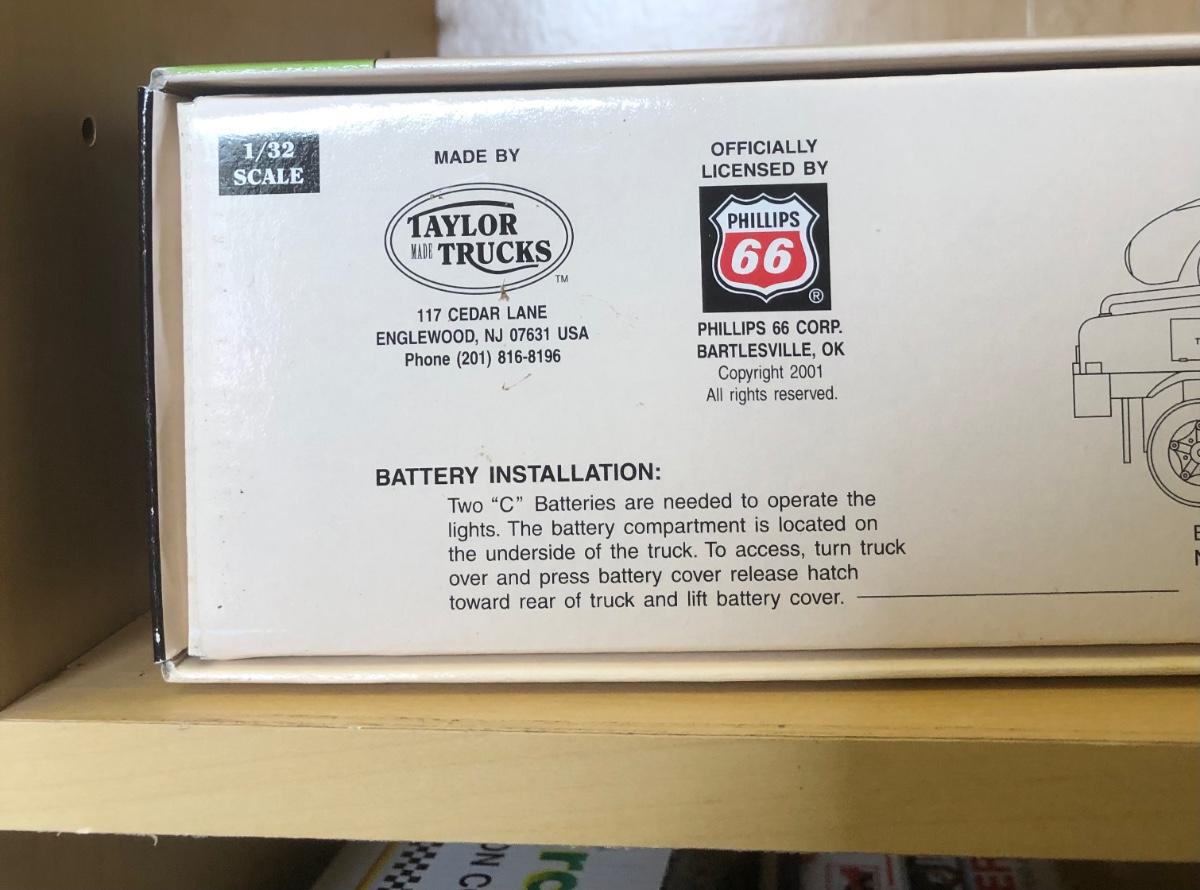 1/32
SCALE
MADE BY
TAYLOR
MADE TRUCKS
TM
117 CEDAR LANE
ENGLEWOOD, NJ 07631 USA
Phone (201) 816-8196
OFFICIALLY
LICENSED BY
PHILLIPS
66
®
PHILLIPS 66 CORP.
BARTLESVILLE, OK
Copyright 2001
All rights reserved.
BATTERY INSTALLATION:
Two “C” Batteries are needed to operate the
lights. The battery compartment is located on
the underside of the truck. To access, turn truck
over and press battery cover release hatch
toward rear of truck and lift battery cover.